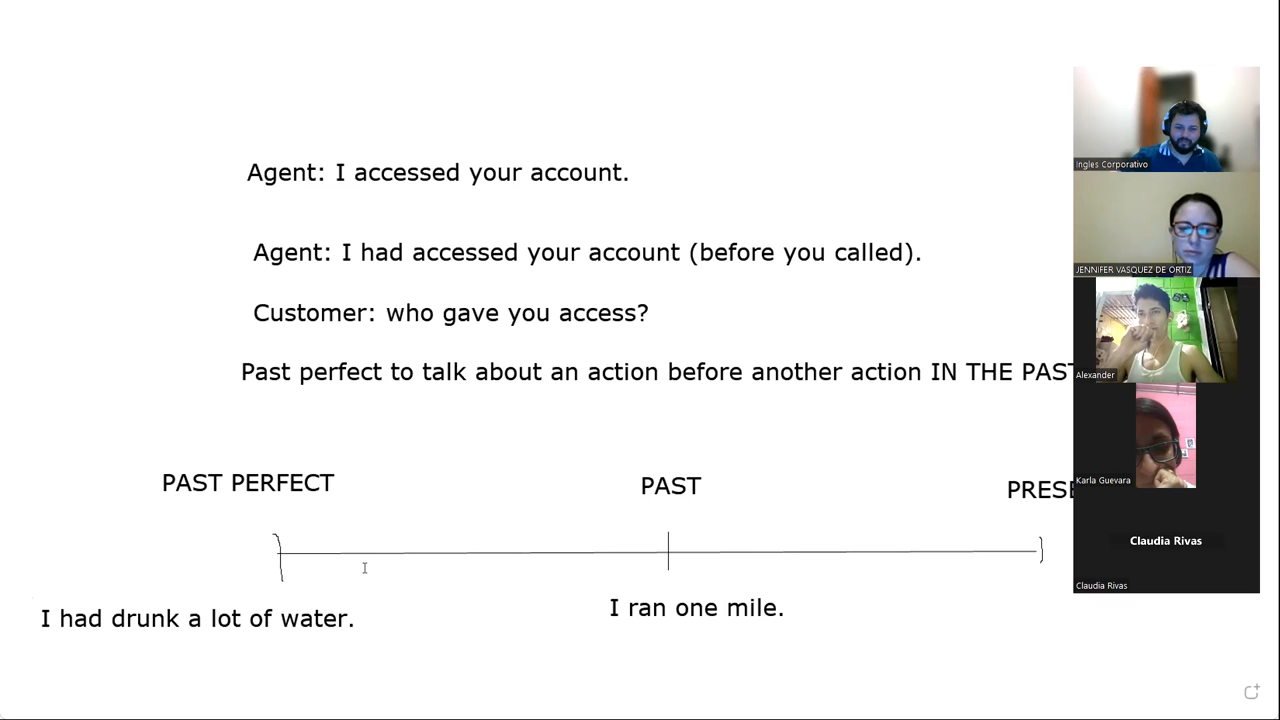 Agent: I accessed your account.
Agent: I had accessed your account (before you called).
Customer: who gave you access?
Past perfect to talk about an action before another action IN THE PAST
PAST PERFECT
PAST
PRESE
I had drunk a lot of water.
I ran one mile.
Ingles Corporativo
JENNIFER VASQUEZ DE ORTIZ
Alexander
Karla Guevara
Claudia Rivas
Claudia Rivas